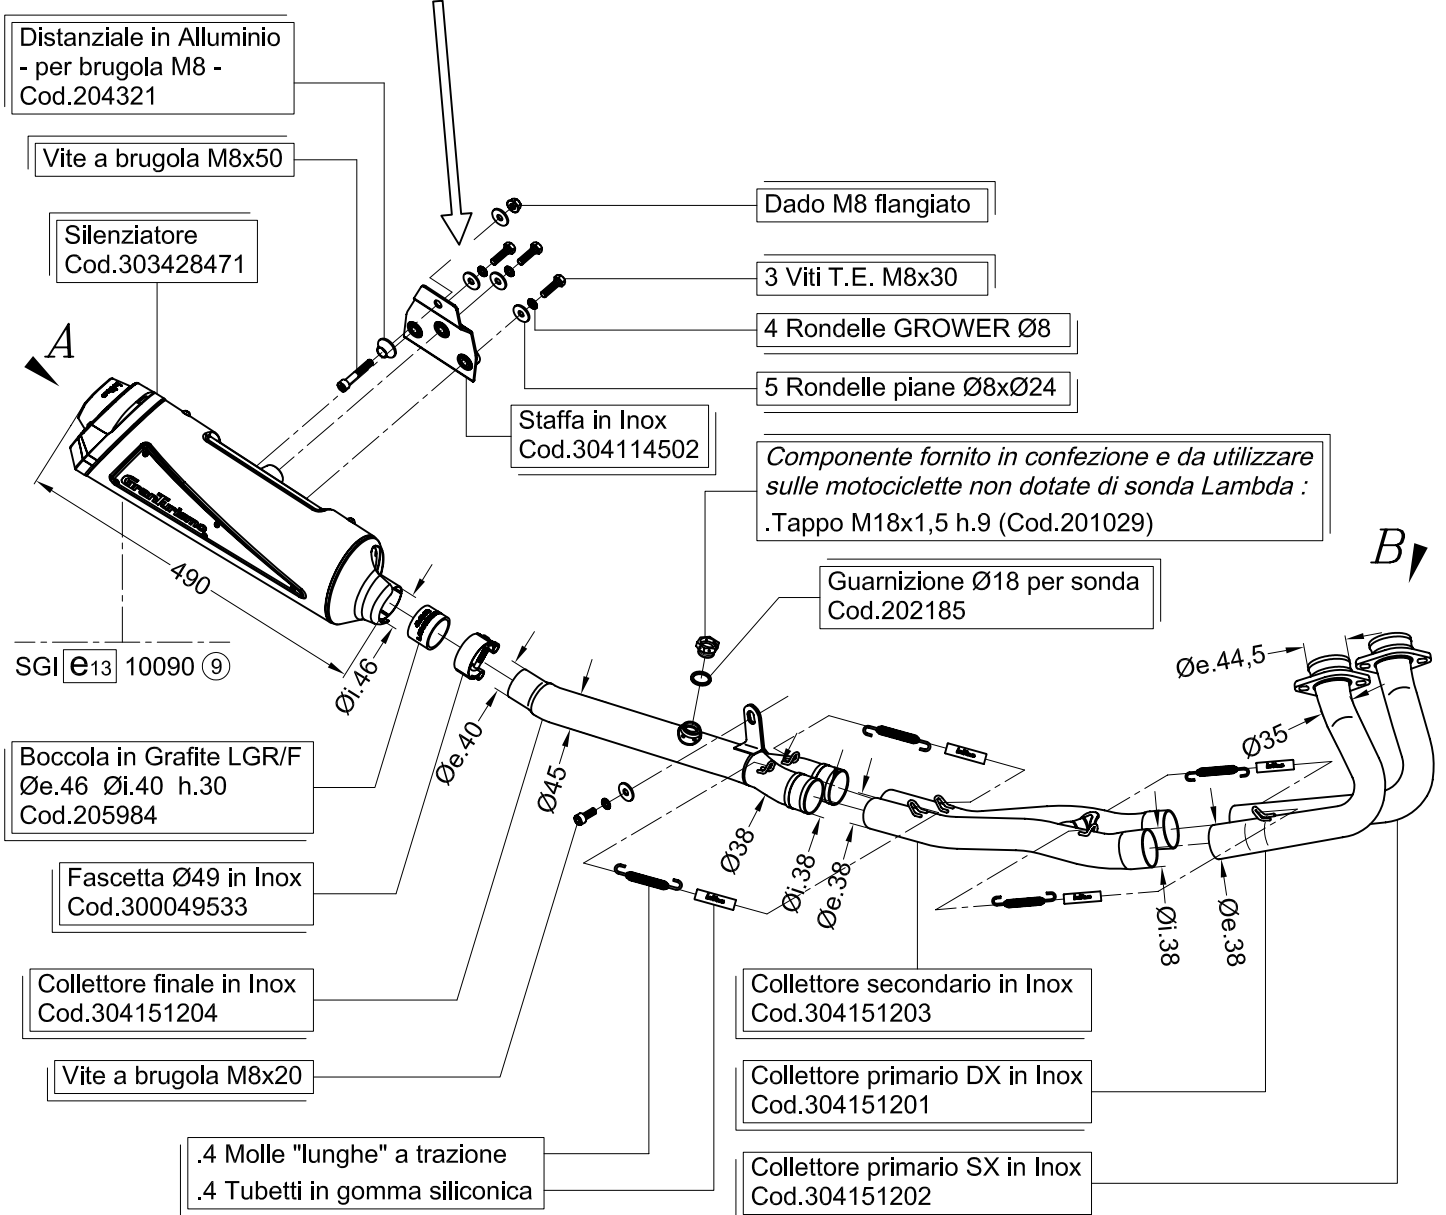 Distanziale in Alluminio
- per brugola M8 -
Cod.204321
Vite a brugola M8x50
Silenziatore
Cod.303428471
Dado M8 flangiato
3 Viti T.E. M8x30
4 Rondelle GROWER Ø8
5 Rondelle piane Ø8xØ24
Staffa in Inox
Cod.304114502
Componente fornito in confezione e da utilizzare
sulle motociclette non dotate di sonda Lambda :
.Tappo M18x1,5 h.9 (Cod.201029)
Guarnizione Ø18 per sonda
Cod.202185
A
B
GranTurismo
490
SGI e13 10090 9
Øi.46
Øe.40
Ø45
Ø38
Øi.38
Øe.38
Øe.44,5
Ø35
Øi.38
Øe.38
Boccola in Grafite LGR/F
Øe.46 Øi.40 h.30
Cod.205984
Fascetta Ø49 in Inox
Cod.300049533
Collettore finale in Inox
Cod.304151204
Vite a brugola M8x20
.4 Molle "lunghe" a trazione
.4 Tubetti in gomma siliconica
Collettore secondario in Inox
Cod.304151203
Collettore primario DX in Inox
Cod.304151201
Collettore primario SX in Inox
Cod.304151202